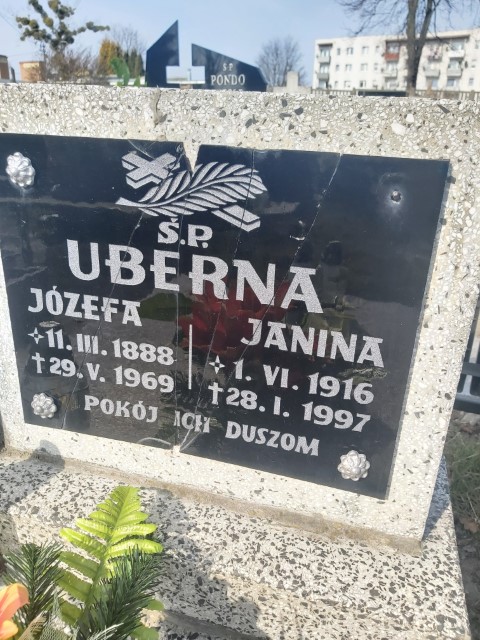 Ś P
PONDO
Ś.P.
UBERNA
JÓZEFA
11. III. 1888
29. V. 1969
JANINA
1. VI. 1916
28. I. 1997
POKÓJ ICH DUSZOM